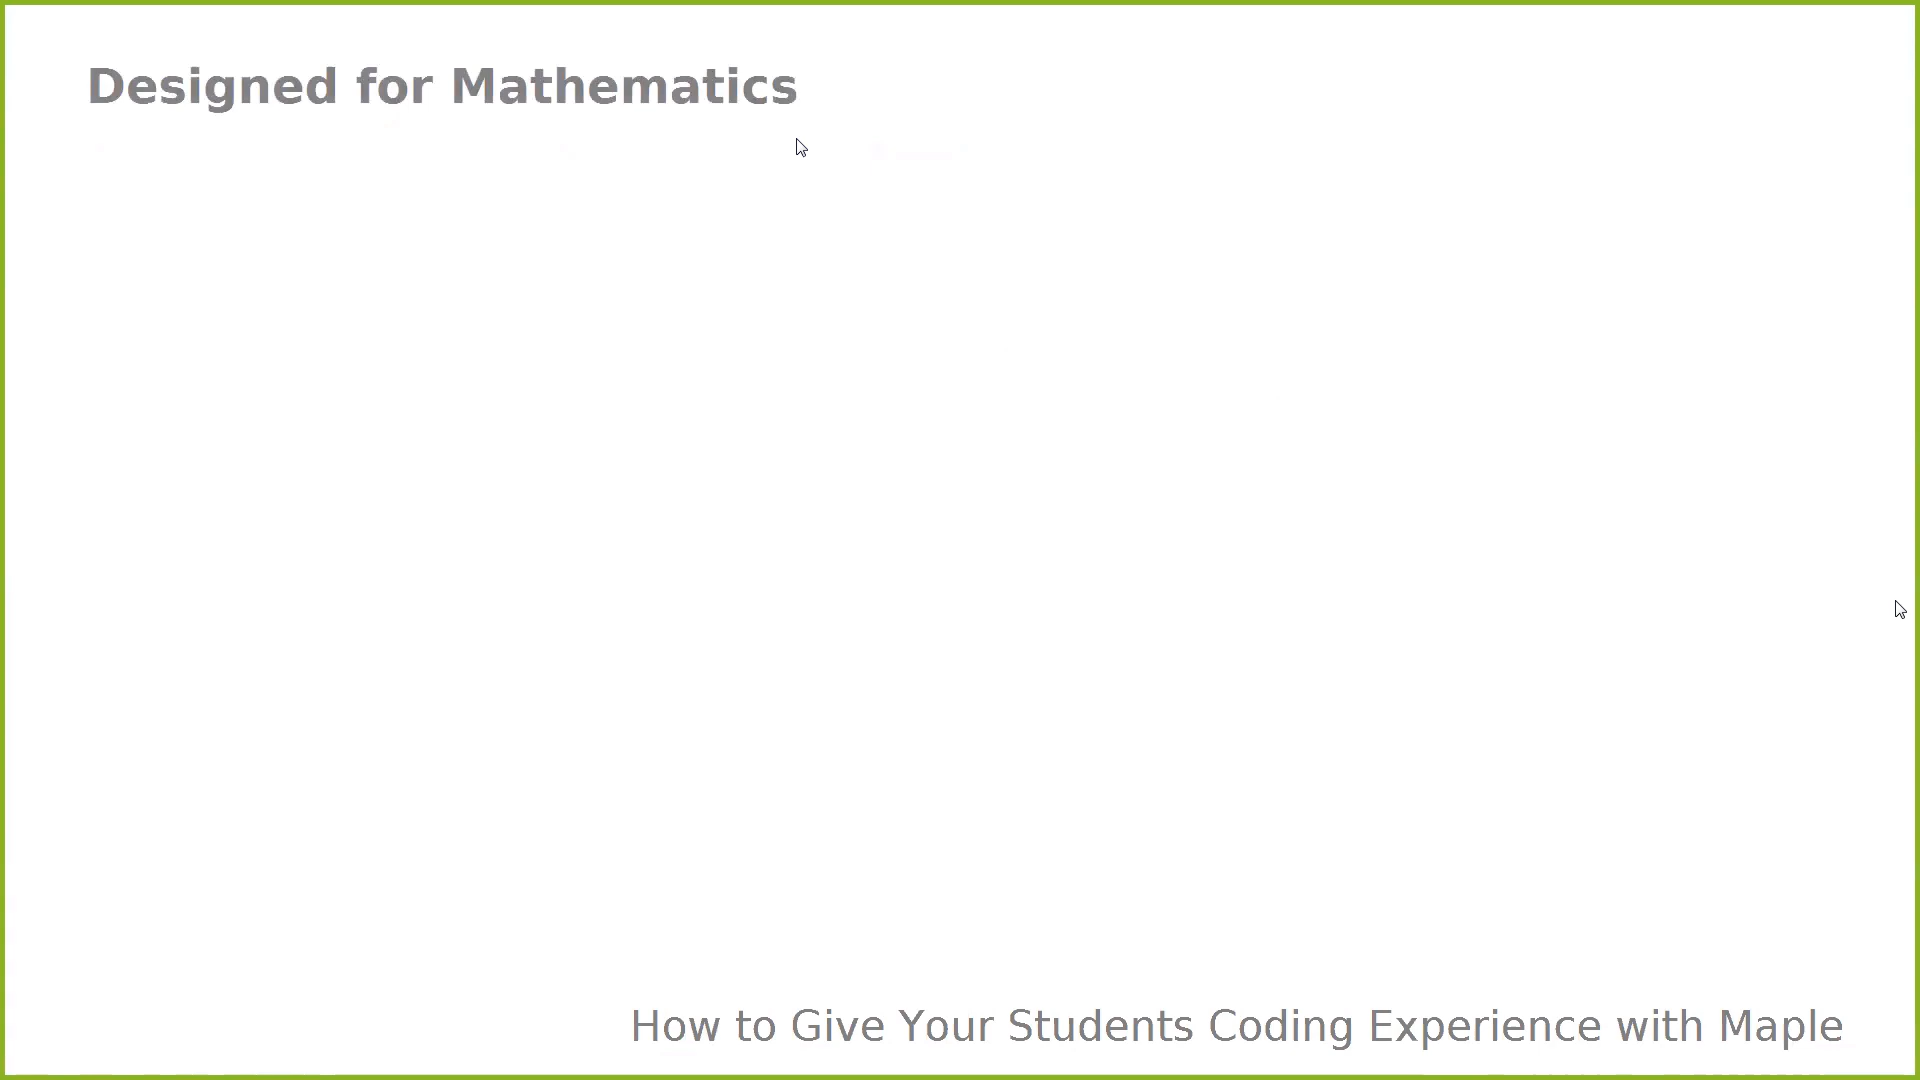 Designed for Mathematics
How to Give Your Students Coding Experience with Maple